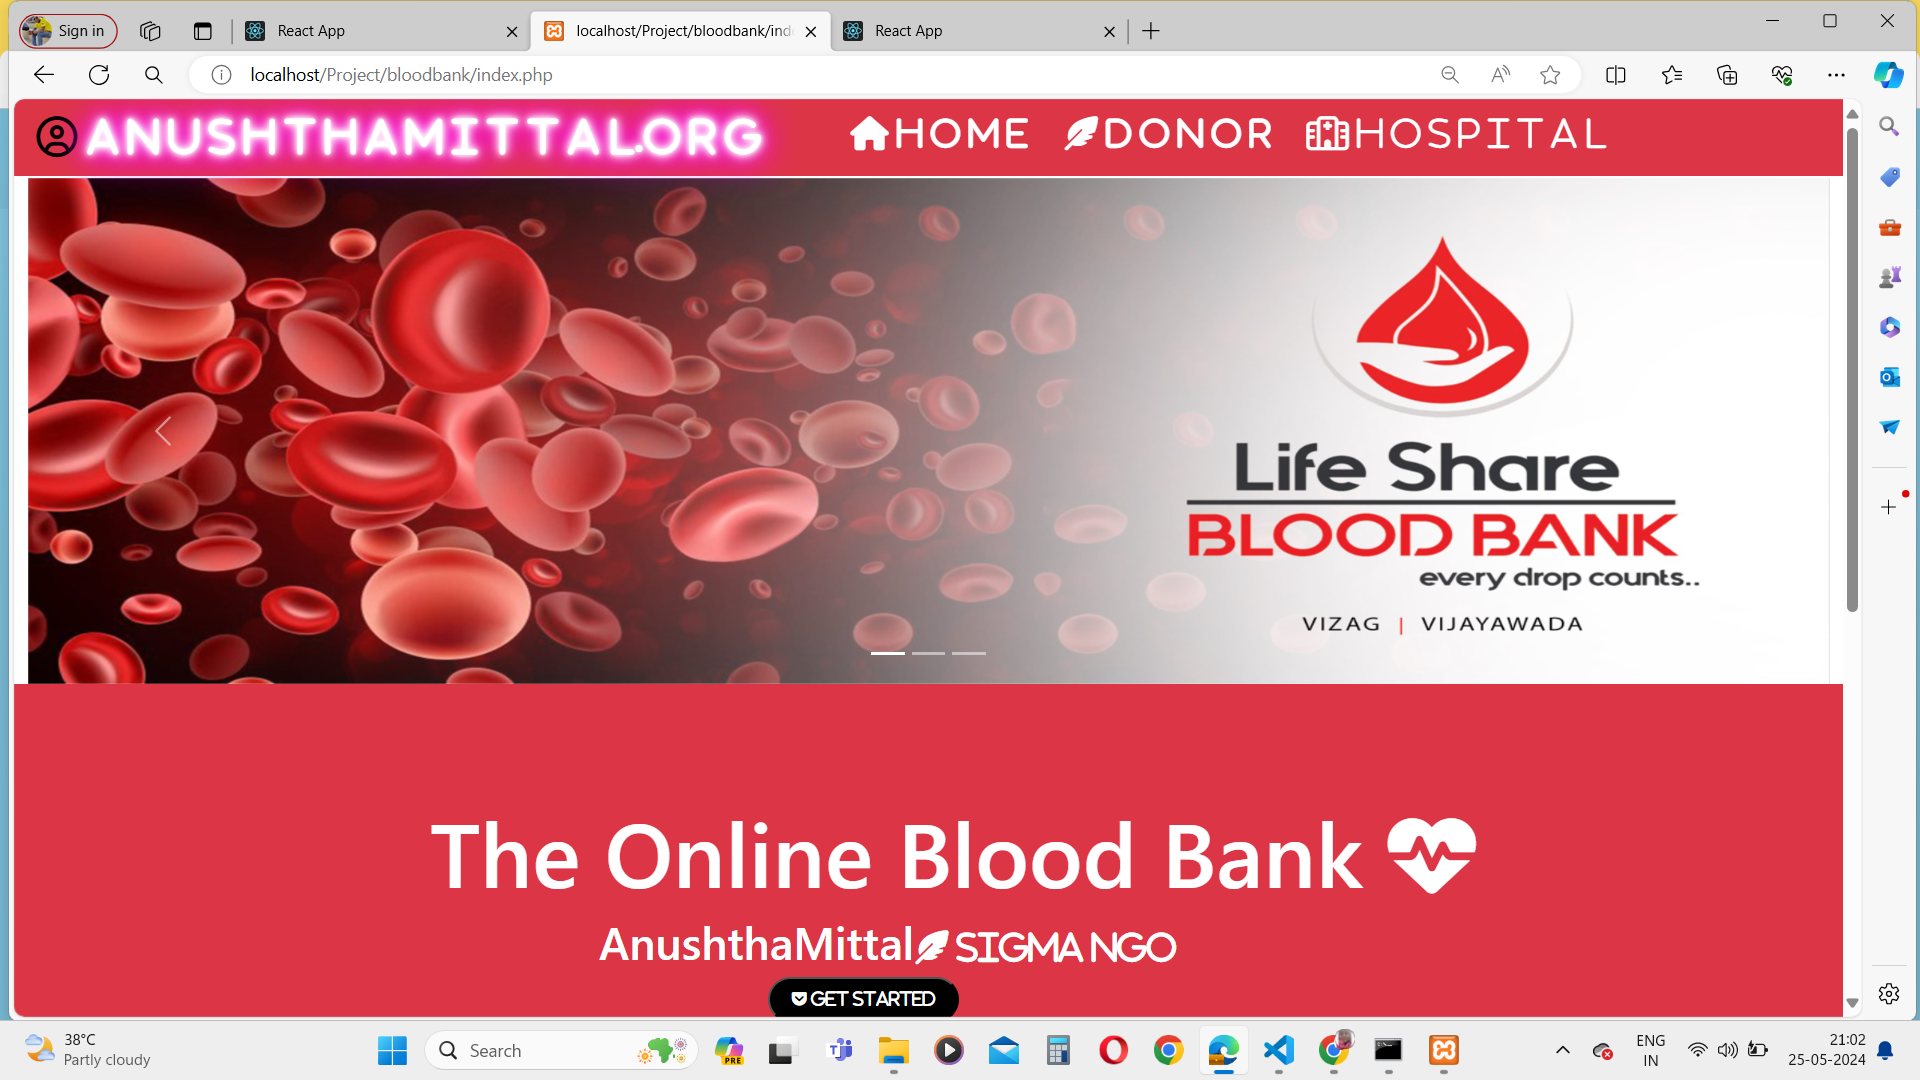 Sign in
React App
localhost/Project/bloodbank/ind
React App
localhost/Project/bloodbank/index.php
ANUSHTHAMITTAL.ORG
HOME
DONOR
HOSPITAL
Life Share
BLOOD BANK
every drop counts..
VIZAG | VIJAYAWADA
The Online Blood Bank
AnushthaMittal SIGMA NGO
GET STARTED
38°C
Partly cloudy
Search
PRE
ENG
IN
21:02
25-05-2024